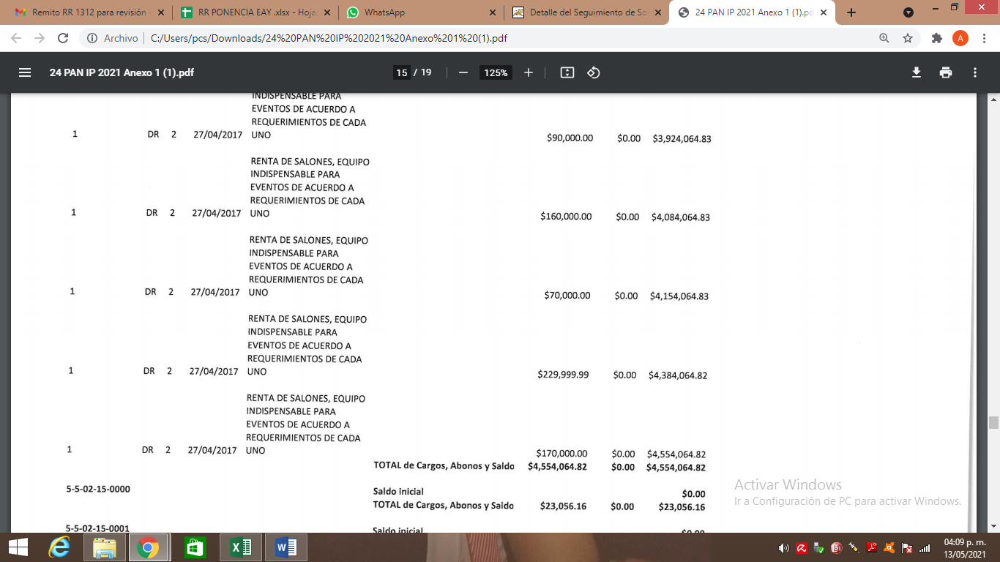 Remito RR 1312 para revisión
RR PONENCIA EAY .xlsx - Hojas
WhatsApp
Detalle del Seguimiento de So
24 PAN IP 2021 Anexo 1 (1).pd
Archivo
C:/Users/pcs/Downloads/24%20PAN%20IP%202021%20Anexo%201%20(1).pdf
A
24 PAN IP 2021 Anexo 1 (1).pdf
15 / 19
125%
INDISPENSABLE PARA
EVENTOS DE ACUERDO A
REQUERIMIENTOS DE CADA
1 DR 2 27/04/2017 UNO $90,000.00 $0.00 $3,924,064.83
RENTA DE SALONES, EQUIPO
INDISPENSABLE PARA
EVENTOS DE ACUERDO A
REQUERIMIENTOS DE CADA
1 DR 2 27/04/2017 UNO $160,000.00 $0.00 $4,084,064.83
RENTA DE SALONES, EQUIPO
INDISPENSABLE PARA
EVENTOS DE ACUERDO A
REQUERIMIENTOS DE CADA
1 DR 2 27/04/2017 UNO $70,000.00 $0.00 $4,154,064.83
RENTA DE SALONES, EQUIPO
INDISPENSABLE PARA
EVENTOS DE ACUERDO A
REQUERIMIENTOS DE CADA
1 DR 2 27/04/2017 UNO $229,999.99 $0.00 $4,384,064.82
RENTA DE SALONES, EQUIPO
INDISPENSABLE PARA
EVENTOS DE ACUERDO A
REQUERIMIENTOS DE CADA
1 DR 2 27/04/2017 UNO $170,000.00 $0.00 $4,554,064.82
TOTAL de Cargos, Abonos y Saldo $4,554,064.82 $0.00 $4,554,064.82
5-5-02-15-0000 Saldo inicial $0.00
TOTAL de Cargos, Abonos y Saldo $23,056.16 $0.00 $23,056.16
5-5-02-15-0001 Saldo inicial $0.00
Activar Windows
Ir a Configuración de PC para activar Windows.
04:09 p. m.
13/05/2021